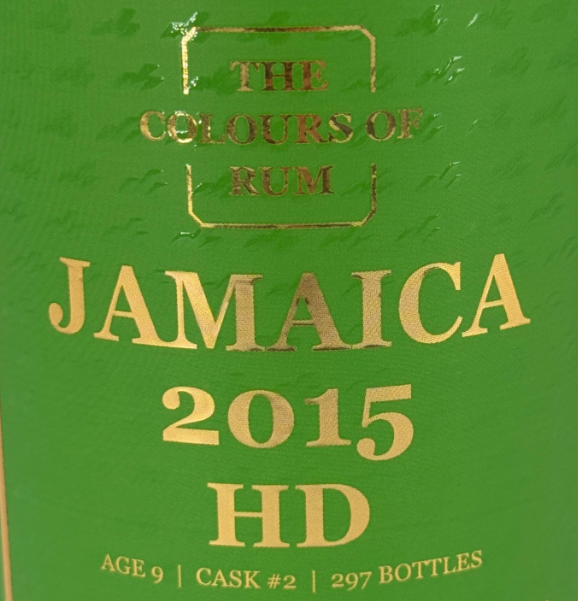 THE
COLOURS OF
RUM
JAMAICA
2015
HD
AGE 9 | CASK #2 | 297 BOTTLES